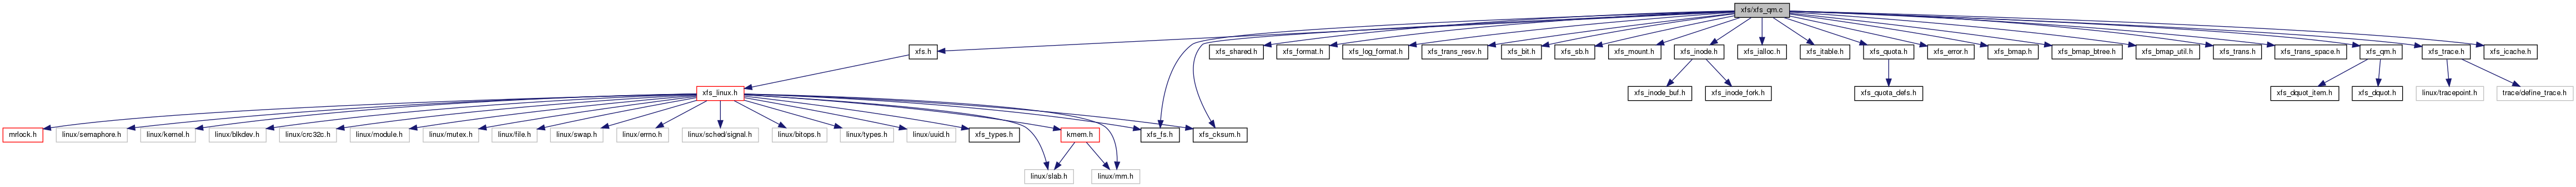 xfs/xfs_qm.c
xfs.h
xfs_shared.h
xfs_format.h
xfs_log_format.h
xfs_trans_resv.h
xfs_bit.h
xfs_sb.h
xfs_mount.h
xfs_inode.h
xfs_ialloc.h
xfs_itable.h
xfs_quota.h
xfs_error.h
xfs_bmap.h
xfs_bmap_btree.h
xfs_bmap_util.h
xfs_trans.h
xfs_trans_space.h
xfs_qm.h
xfs_trace.h
xfs_icache.h
xfs_linux.h
xfs_inode_buf.h
xfs_inode_fork.h
xfs_quota_defs.h
xfs_dquot_item.h
xfs_dquot.h
linux/tracepoint.h
trace/define_trace.h
mrlock.h
linux/semaphore.h
linux/kernel.h
linux/blkdev.h
linux/crc32c.h
linux/module.h
linux/mutex.h
linux/file.h
linux/swap.h
linux/errno.h
linux/sched/signal.h
linux/bitops.h
linux/types.h
linux/uuid.h
xfs_types.h
kmem.h
xfs_fs.h
xfs_cksum.h
linux/slab.h
linux/mm.h